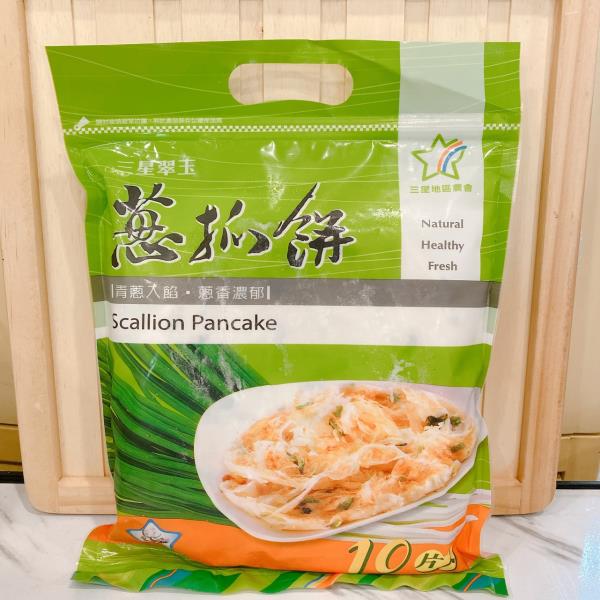 三星翠玉
蔥抓餅
青蔥入餡・蔥香濃郁
Scallion Pancake
三星地區農會
Natural
Healthy
Fresh
10片